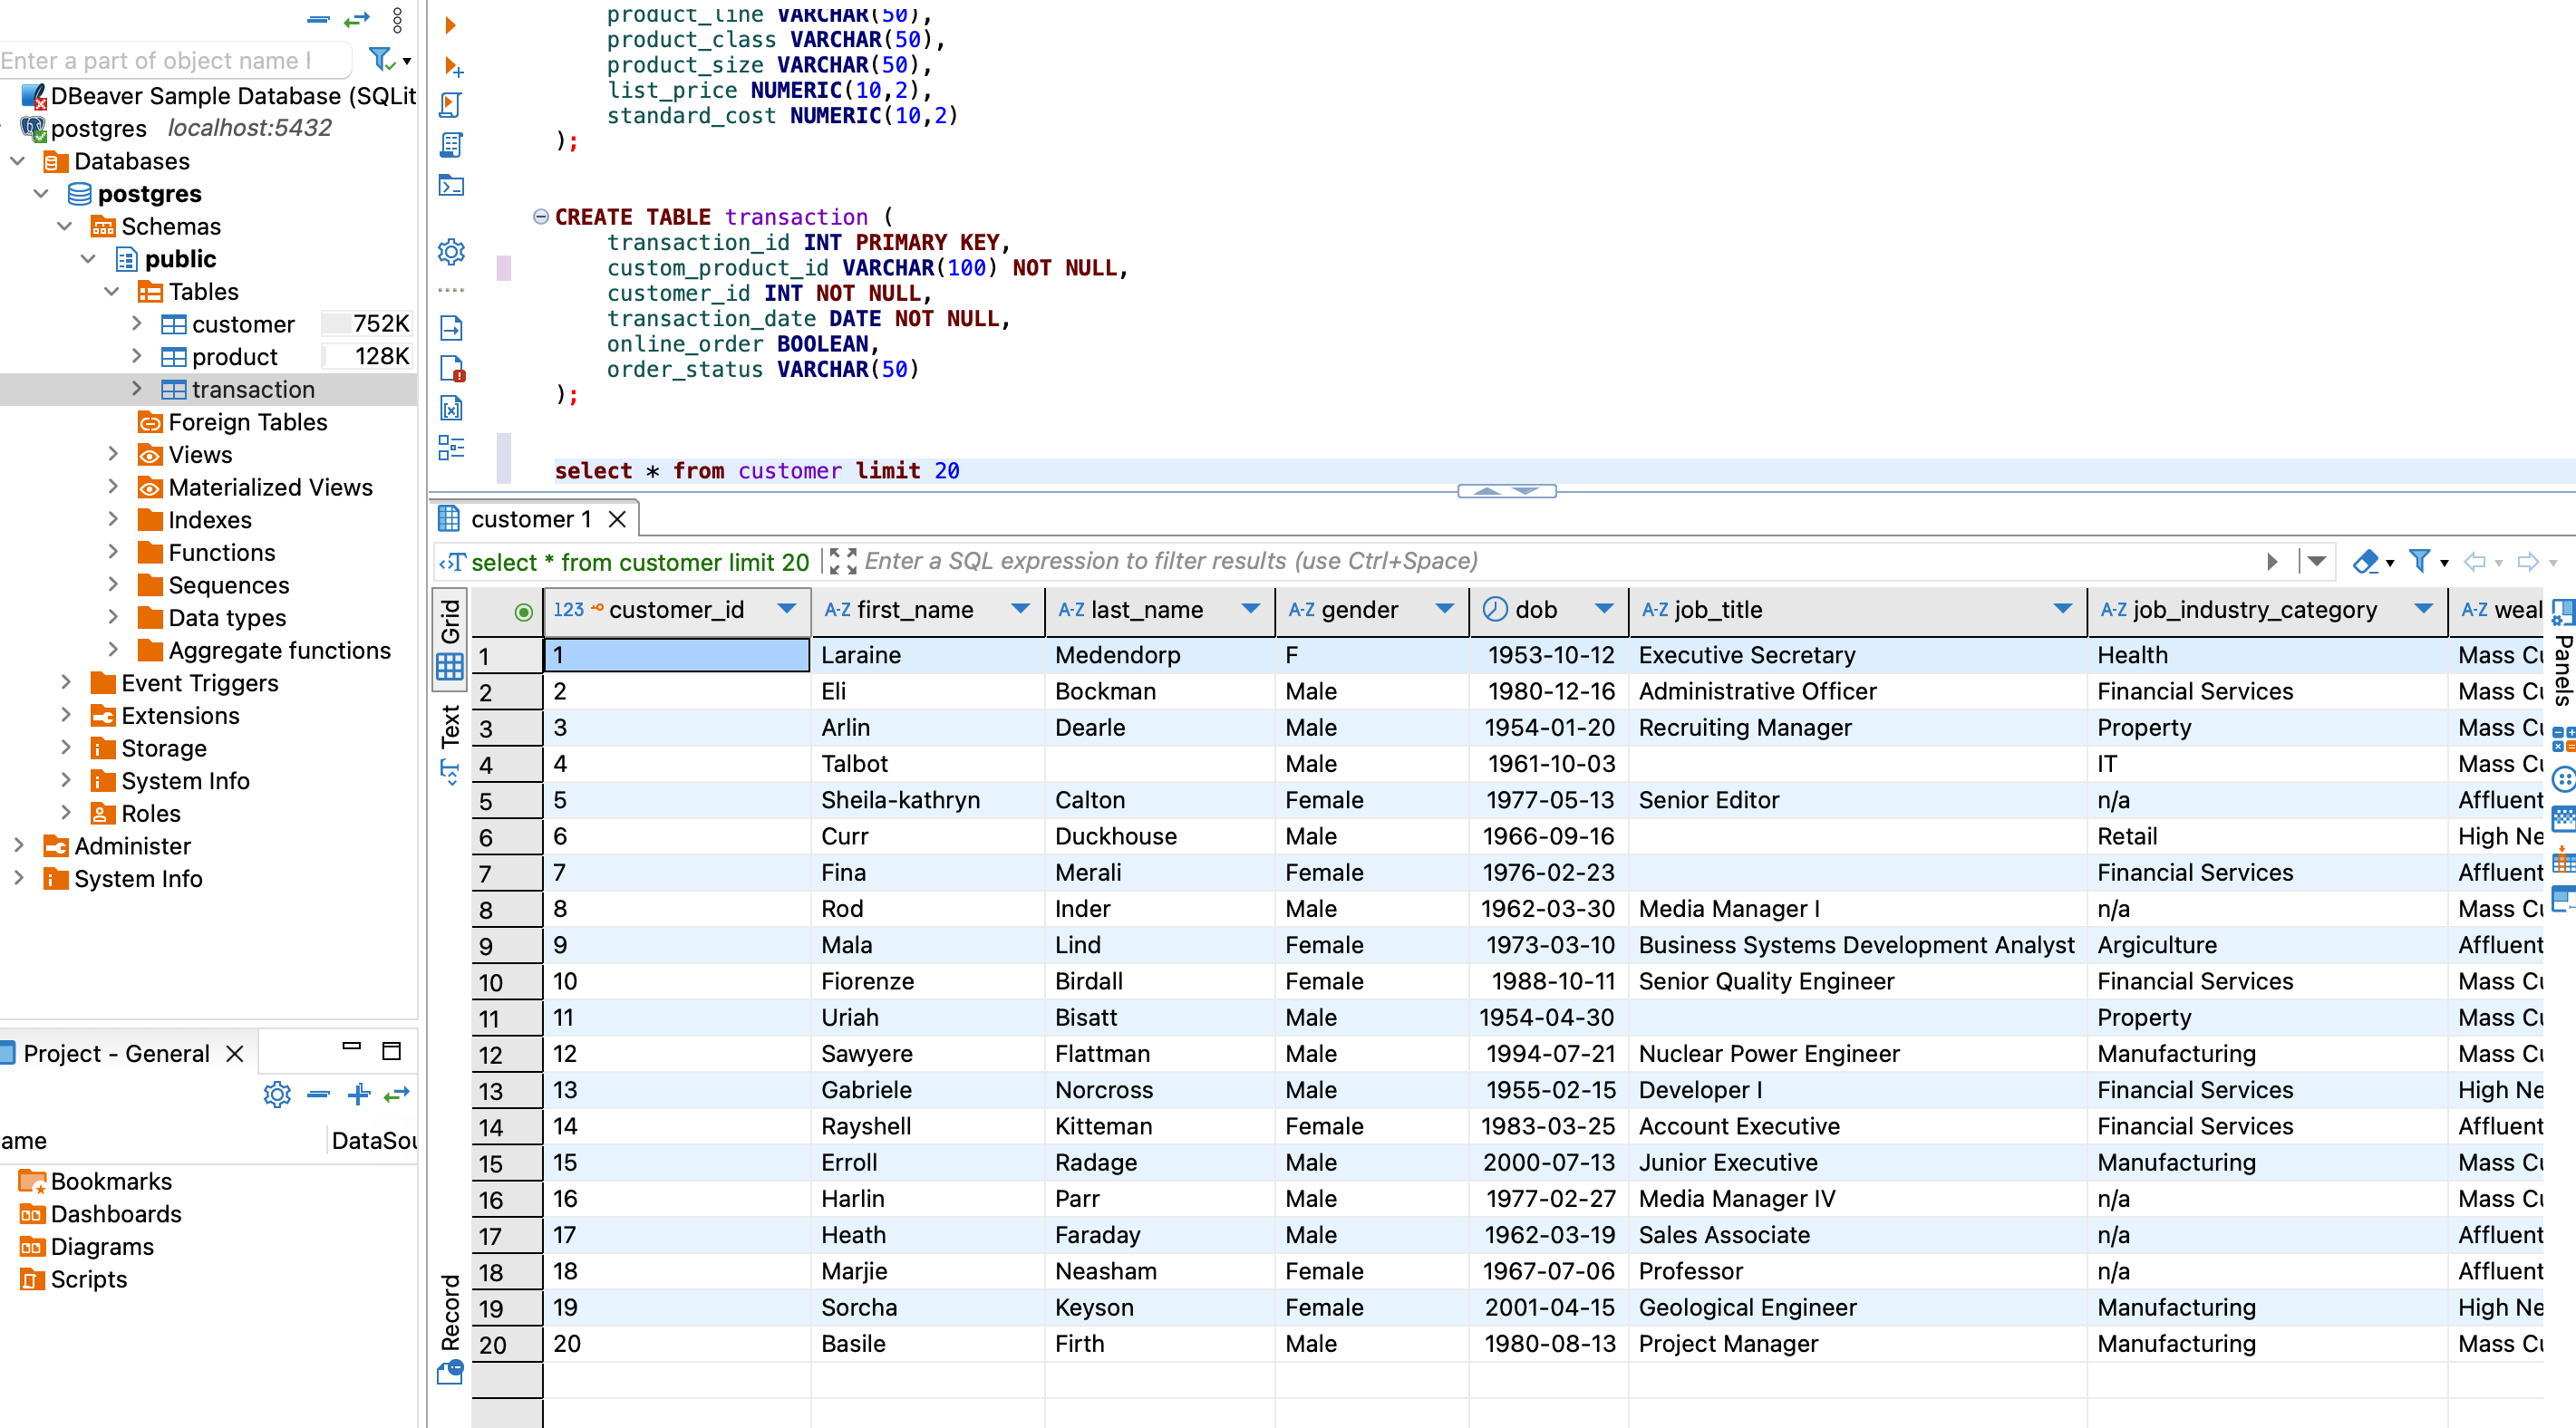 Enter a part of object name
DBeaver Sample Database (SQLit
postgres localhost:5432
Databases
postgres
Schemas
public
Tables
customer 752K
product 128K
transaction
Foreign Tables
Views
Materialized Views
Indexes
Functions
Sequences
Data types
Aggregate functions
Event Triggers
Extensions
Storage
System Info
Roles
Administer
System Info
Project - General
ame DataSou
Bookmarks
Dashboards
Diagrams
Scripts
product_line VARCHAR(50),
product_class VARCHAR(50),
product_size VARCHAR(50),
list_price NUMERIC(10,2),
standard_cost NUMERIC(10,2)
);
CREATE TABLE transaction (
transaction_id INT PRIMARY KEY,
custom_product_id VARCHAR(100) NOT NULL,
customer_id INT NOT NULL,
transaction_date DATE NOT NULL,
online_order BOOLEAN,
order_status VARCHAR(50)
);
select * from customer limit 20
customer 1
select * from customer limit 20 Enter a SQL expression to filter results (use Ctrl+Space)
Grid
Text
Record
Panels
123 customer_id A-Z first_name A-Z last_name A-Z gender dob A-Z job_title A-Z job_industry_category A-Z weal
1 1 Laraine Medendorp F 1953-10-12 Executive Secretary Health Mass Cu
2 2 Eli Bockman Male 1980-12-16 Administrative Officer Financial Services Mass Cu
3 3 Arlin Dearle Male 1954-01-20 Recruiting Manager Property Mass Cu
4 4 Talbot Male 1961-10-03 IT Mass Cu
5 5 Sheila-kathryn Calton Female 1977-05-13 Senior Editor n/a Affluent
6 6 Curr Duckhouse Male 1966-09-16 Retail High Ne
7 7 Fina Merali Female 1976-02-23 Financial Services Affluent
8 8 Rod Inder Male 1962-03-30 Media Manager I n/a Mass Cu
9 9 Mala Lind Female 1973-03-10 Business Systems Development Analyst Argiculture Affluent
10 10 Fiorenze Birdall Female 1988-10-11 Senior Quality Engineer Financial Services Mass Cu
11 11 Uriah Bisatt Male 1954-04-30 Property Mass Cu
12 12 Sawyere Flattman Male 1994-07-21 Nuclear Power Engineer Manufacturing Mass Cu
13 13 Gabriele Norcross Male 1955-02-15 Developer I Financial Services High Ne
14 14 Rayshell Kitteman Female 1983-03-25 Account Executive Financial Services Affluent
15 15 Erroll Radage Male 2000-07-13 Junior Executive Manufacturing Mass Cu
16 16 Harlin Parr Male 1977-02-27 Media Manager IV n/a Mass Cu
17 17 Heath Faraday Male 1962-03-19 Sales Associate n/a Affluent
18 18 Marjie Neasham Female 1967-07-06 Professor n/a Affluent
19 19 Sorcha Keyson Female 2001-04-15 Geological Engineer Manufacturing High Ne
20 20 Basile Firth Male 1980-08-13 Project Manager Manufacturing Mass Cu